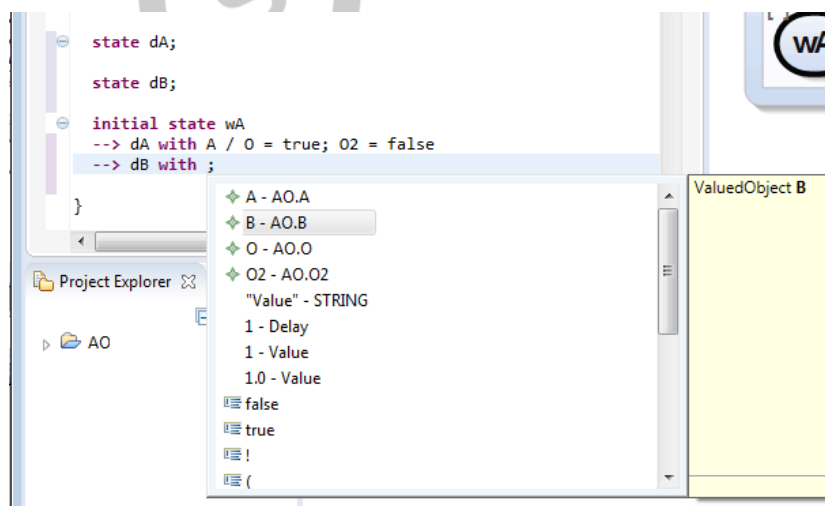 state dA;
state dB;
initial state wA
--> dA with A / O = true; O2 = false
--> dB with ;
}
wA
A - AO.A
B - AO.B
O - AO.O
O2 - AO.O2
"Value" - STRING
1 - Delay
1 - Value
1.0 - Value
false
true
!
(
ValuedObject B
Project Explorer
AO